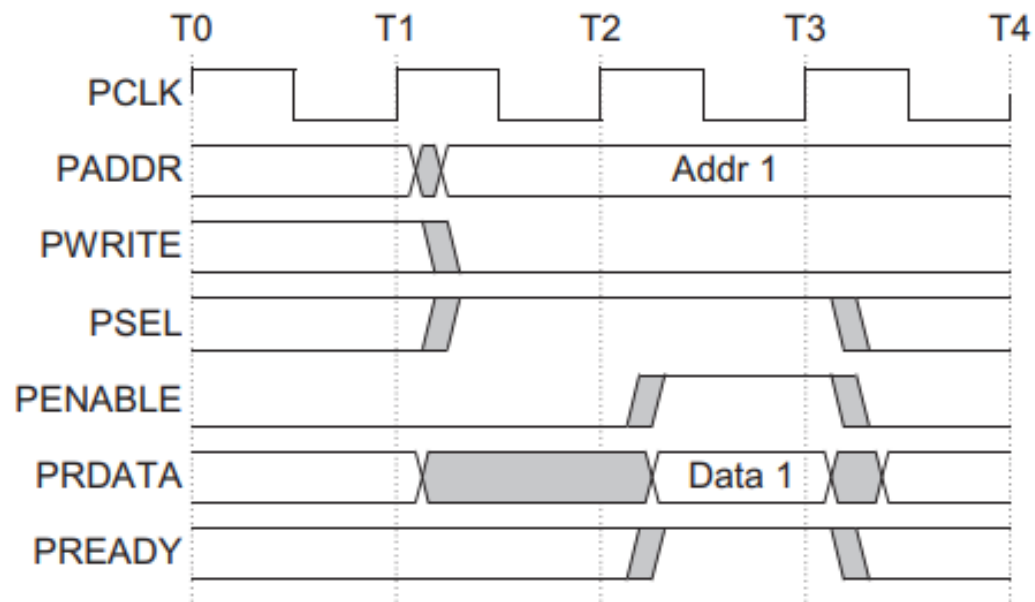 T0 T1 T2 T3 T4
PCLK
PADDR Addr 1
PWRITE
PSEL
PENABLE
PRDATA Data 1
PREADY